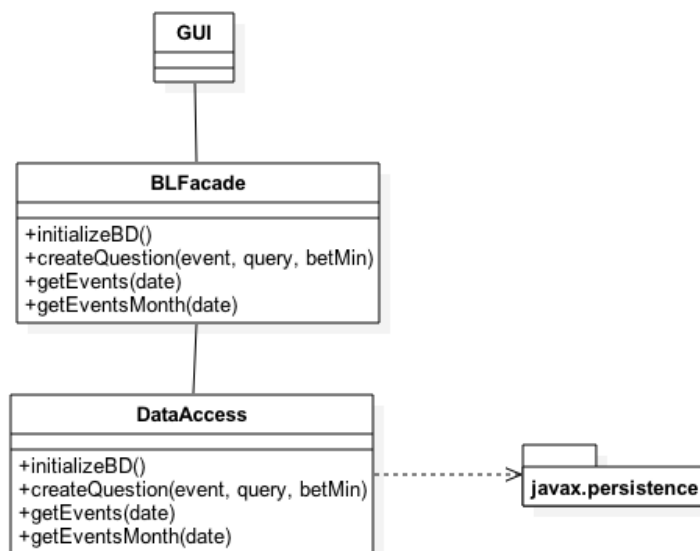 GUI
BLFacade
+initializeBD()
+createQuestion(event, query, betMin)
+getEvents(date)
+getEventsMonth(date)
DataAccess
+initializeBD()
+createQuestion(event, query, betMin)
+getEvents(date)
+getEventsMonth(date)
javax.persistence